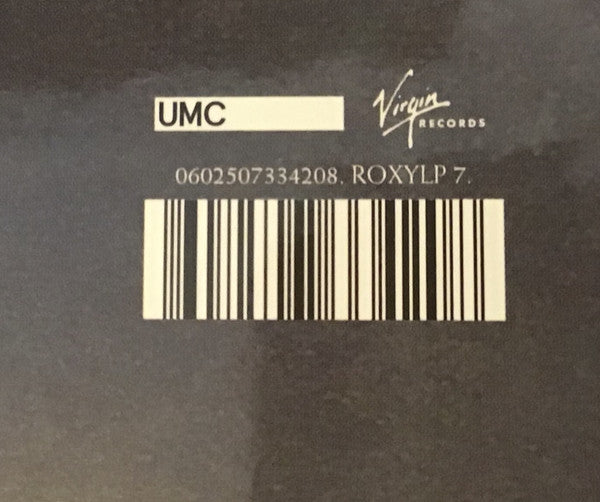 UMC
Virgin
RECORDS
0602507334208. ROXYLP 7.